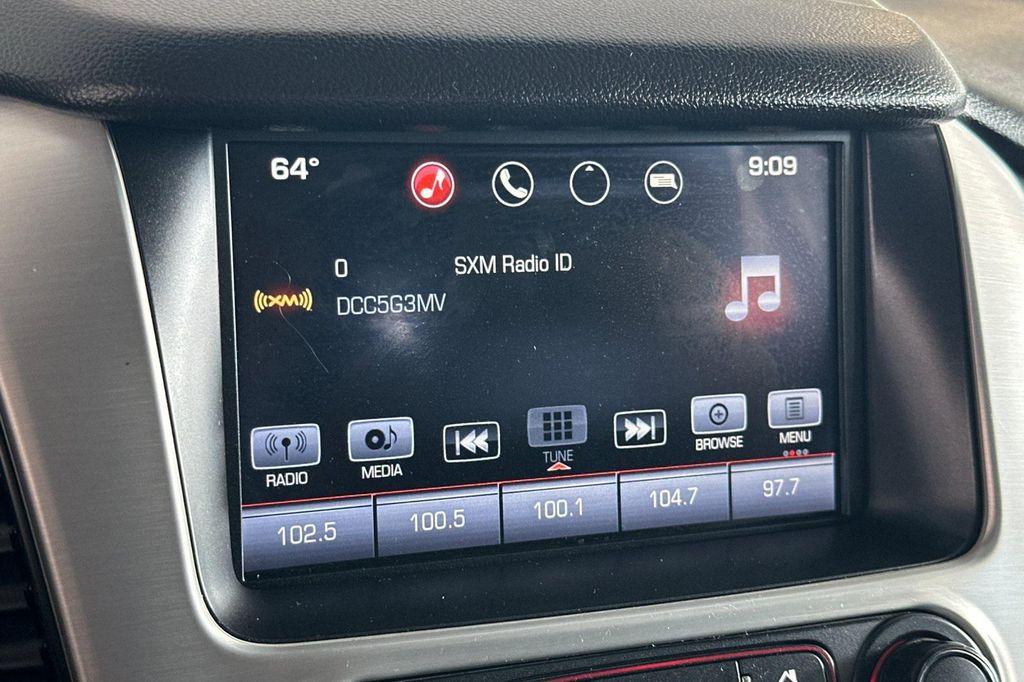 64° 9:09
0 SXM Radio ID
((XM)) DCC5G3MV
RADIO MEDIA TUNE BROWSE MENU
102.5 100.5 100.1 104.7 97.7